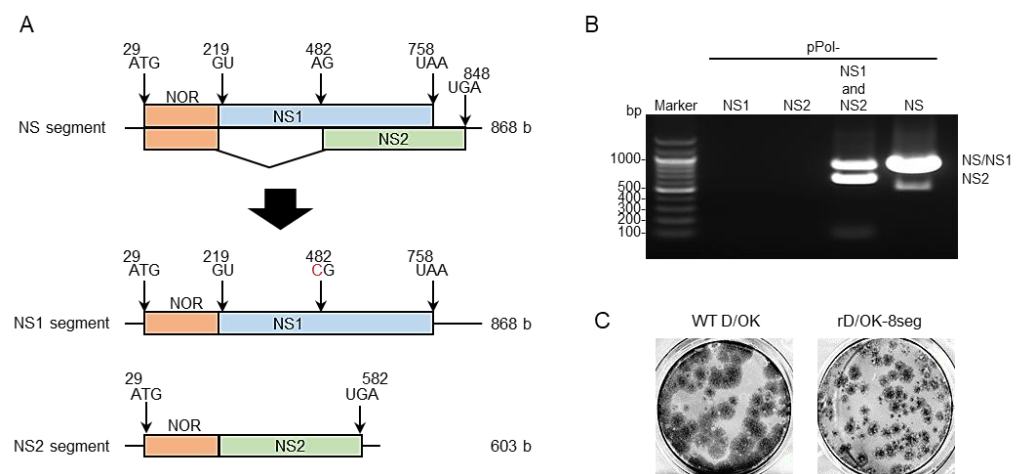 A
29
ATG
219
GU
482
AG
758
UAA
848
UGA
NOR
NS segment
NS1
NS2
868 b
29
ATG
219
GU
482
CG
758
UAA
NOR
NS1 segment
NS1
868 b
29
ATG
582
UGA
NOR
NS2 segment
NS2
603 b
B
pPol-
bp
Marker
NS1
NS2
NS1
and
NS2
NS
1000-
500-
400-
300-
200-
100-
NS/NS1
NS2
C
WT D/OK
rD/OK-8seg